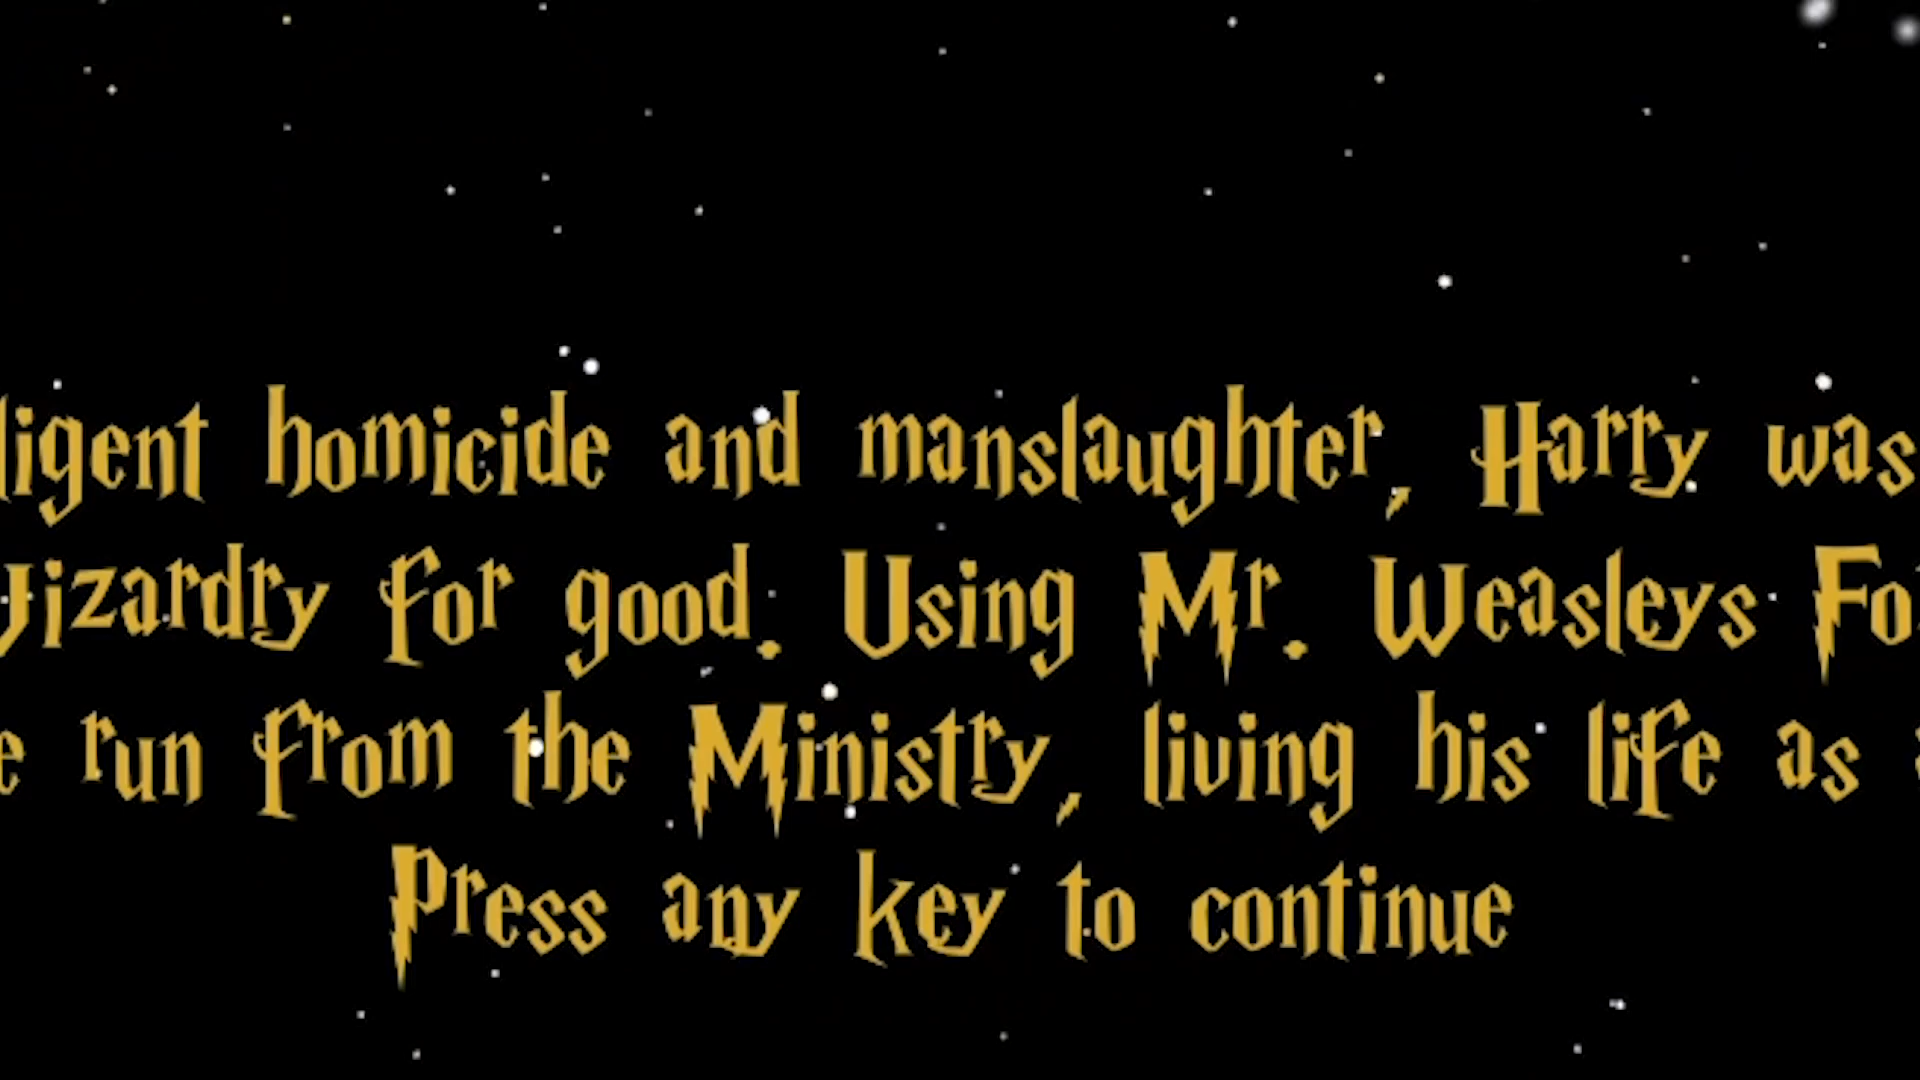 ligent homicide and manslaughter, Harry was
izardry for good. Using Mr. Weasleys Fo
e run from the Ministry, living his life as
Press any key to continue